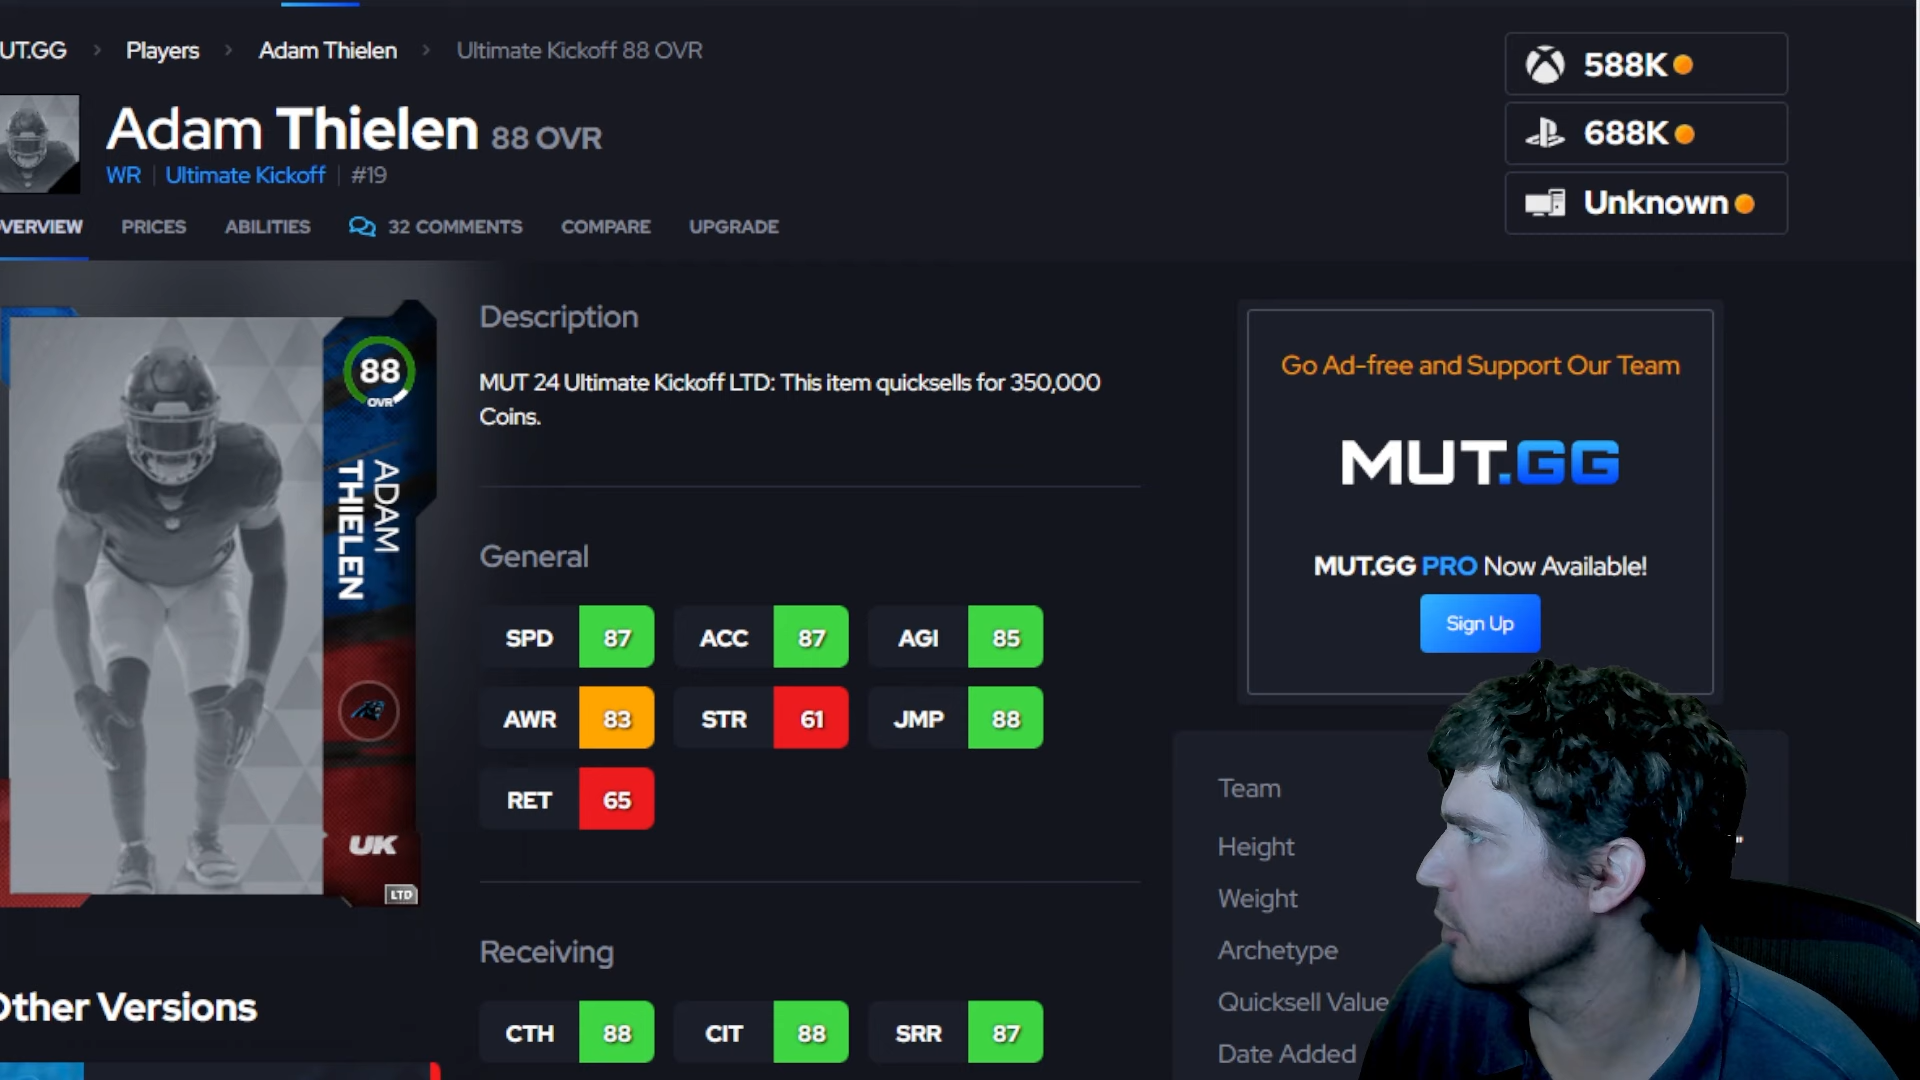 UT.GG > Players > Adam Thielen > Ultimate Kickoff 88 OVR
Adam Thielen 88 OVR
WR | Ultimate Kickoff | #19
VERVIEW PRICES ABILITIES 32 COMMENTS COMPARE UPGRADE
588K
688K
Unknown
88
OVR
ADAM
THIELEN
UK
LTD
Description
MUT 24 Ultimate Kickoff LTD: This item quicksells for 350,000
Coins.
General
SPD 87 ACC 87 AGI 85
AWR 83 STR 61 JMP 88
RET 65
Receiving
CTH 88 CIT 88 SRR 87
Other Versions
Go Ad-free and Support Our Team
MUT.GG
MUT.GG PRO Now Available!
Sign Up
Team
Height "
Weight
Archetype
Quicksell Value
Date Added